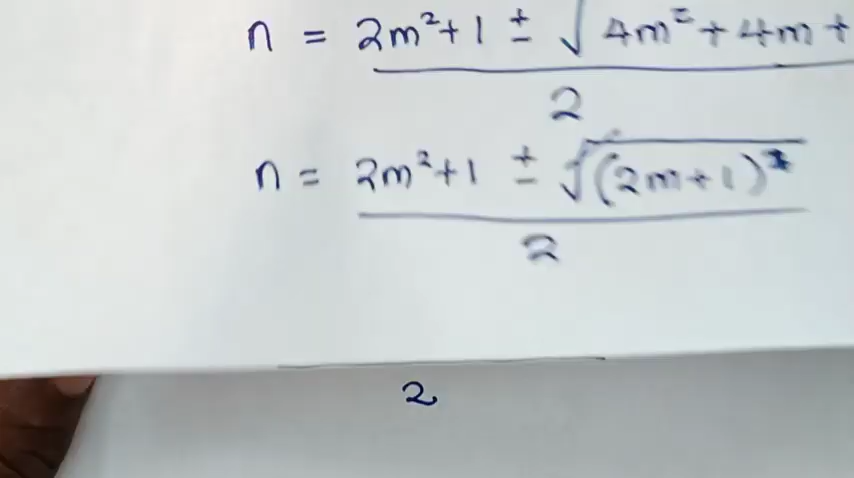 n = 2m²+1 ± √4m²+4m+
2
n = 2m²+1 ± √(2m+1)²
2
2